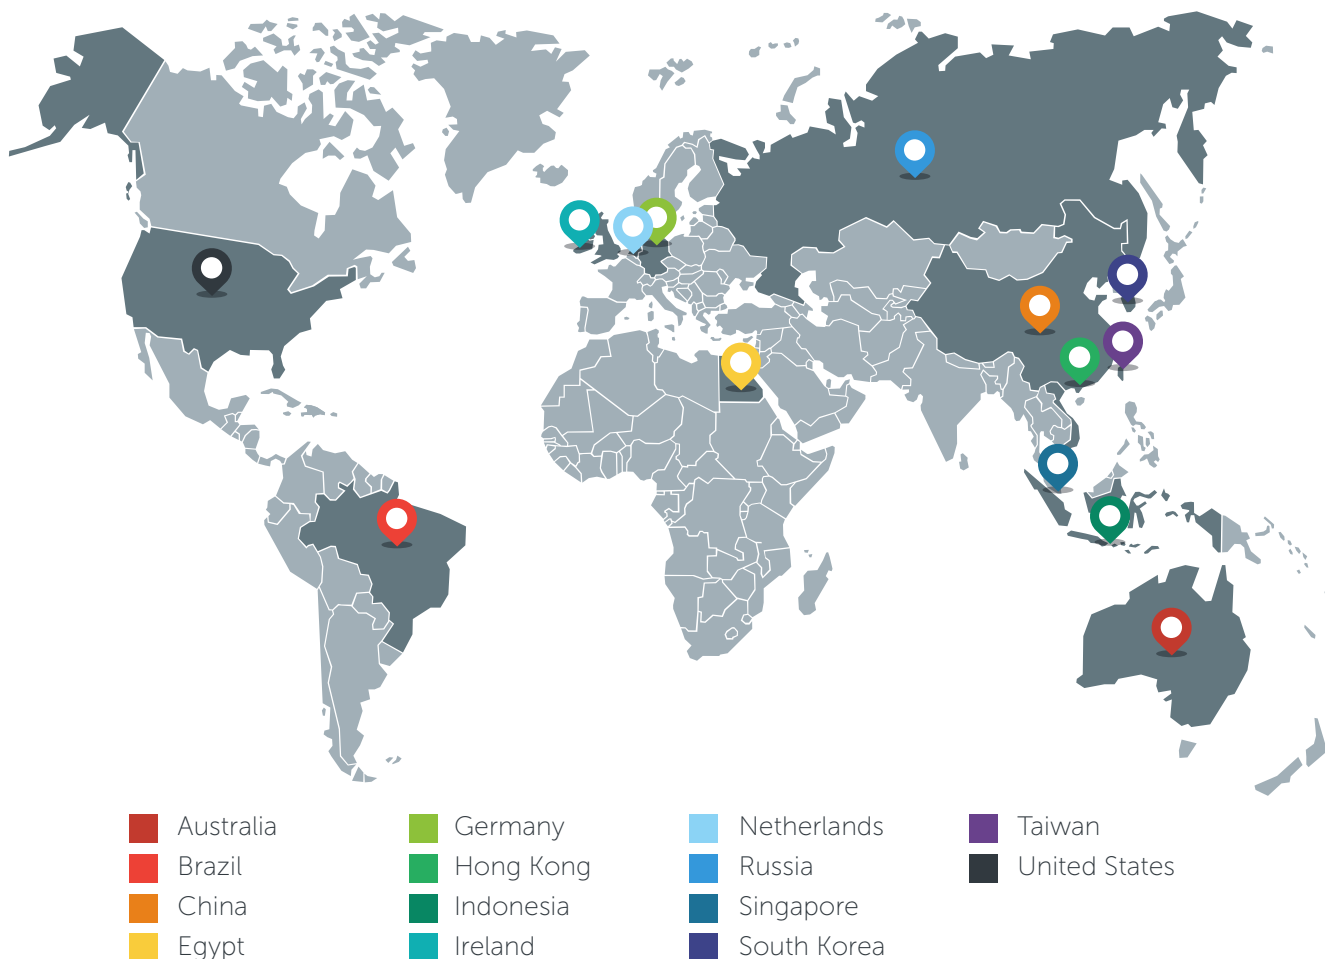 Australia
Brazil
China
Egypt
Germany
Hong Kong
Indonesia
Ireland
Netherlands
Russia
Singapore
South Korea
Taiwan
United States